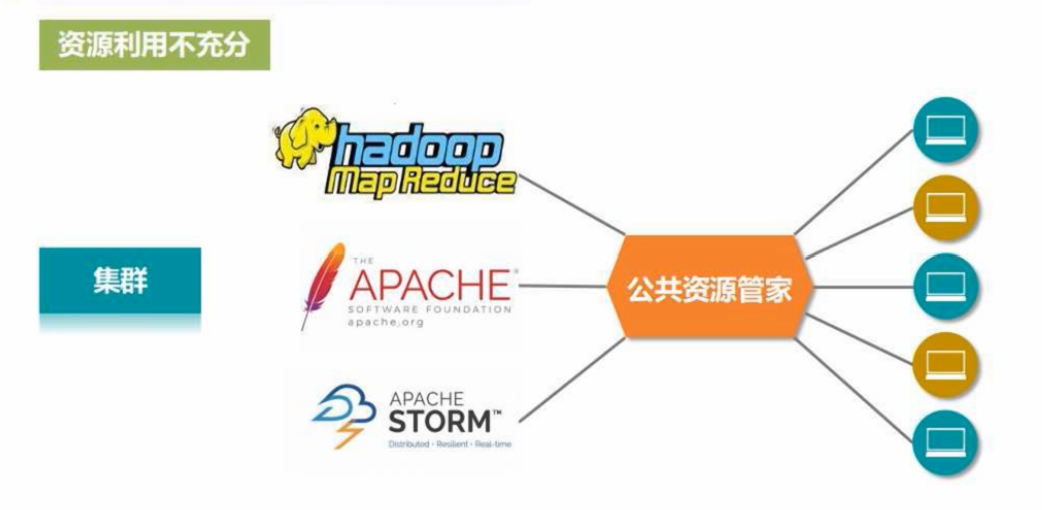 资源利用不充分
hadoop
Map Reduce
集群
THE
APACHE®
SOFTWARE FOUNDATION
apache.org
公共资源管家
APACHE
STORM™
Distributed · Resilient · Real-time